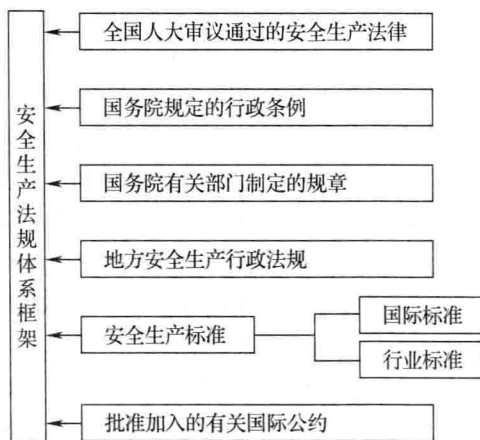 安全生产法规体系框架
全国人大审议通过的安全生产法律
国务院规定的行政条例
国务院有关部门制定的规章
地方安全生产行政法规
安全生产标准
国际标准
行业标准
批准加入的有关国际公约